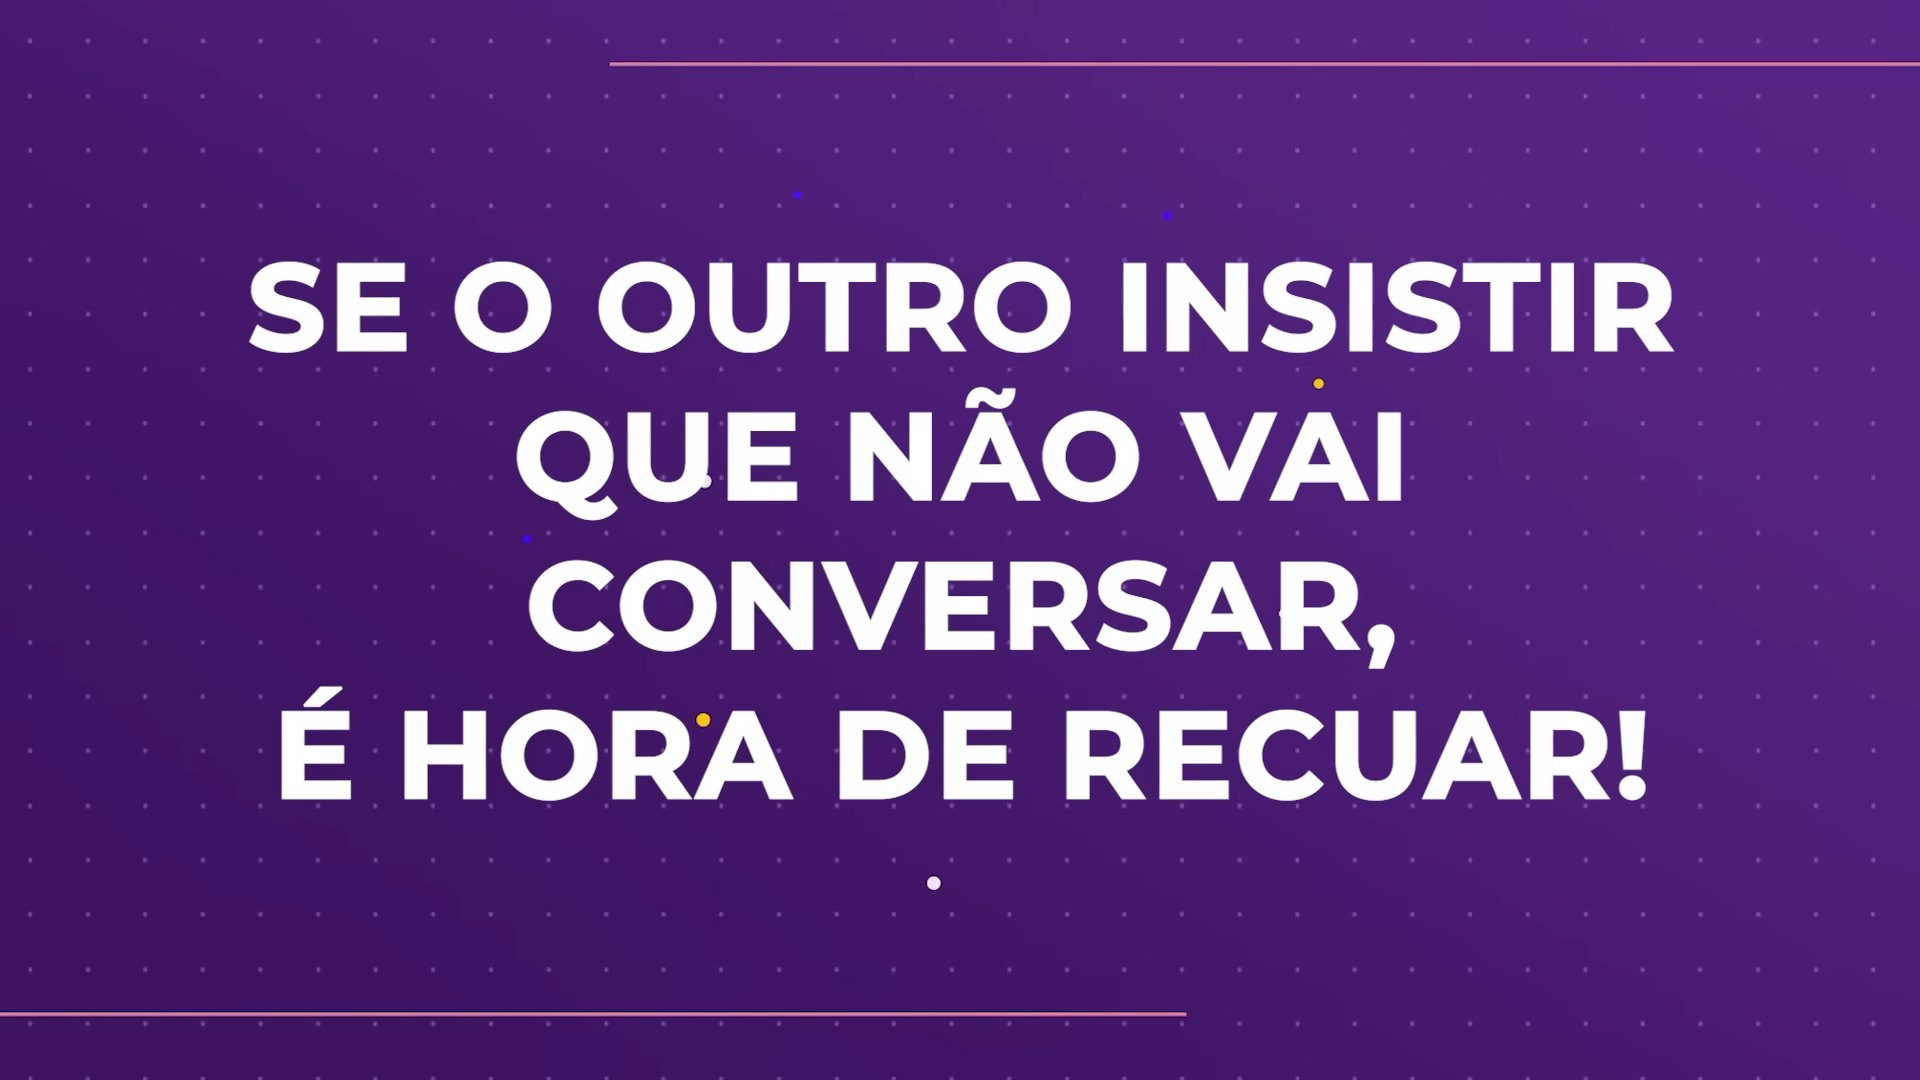 SE O OUTRO INSISTIR
QUE NÃO VAI
CONVERSAR,
É HORA DE RECUAR!